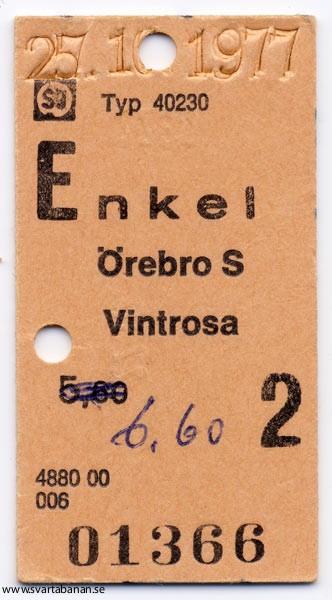 25.10.1977
SJ Typ 40230
Enkel
Örebro S
Vintrosa
5,60
6.60 2
4880 00
006
01366
www.svartabanan.se